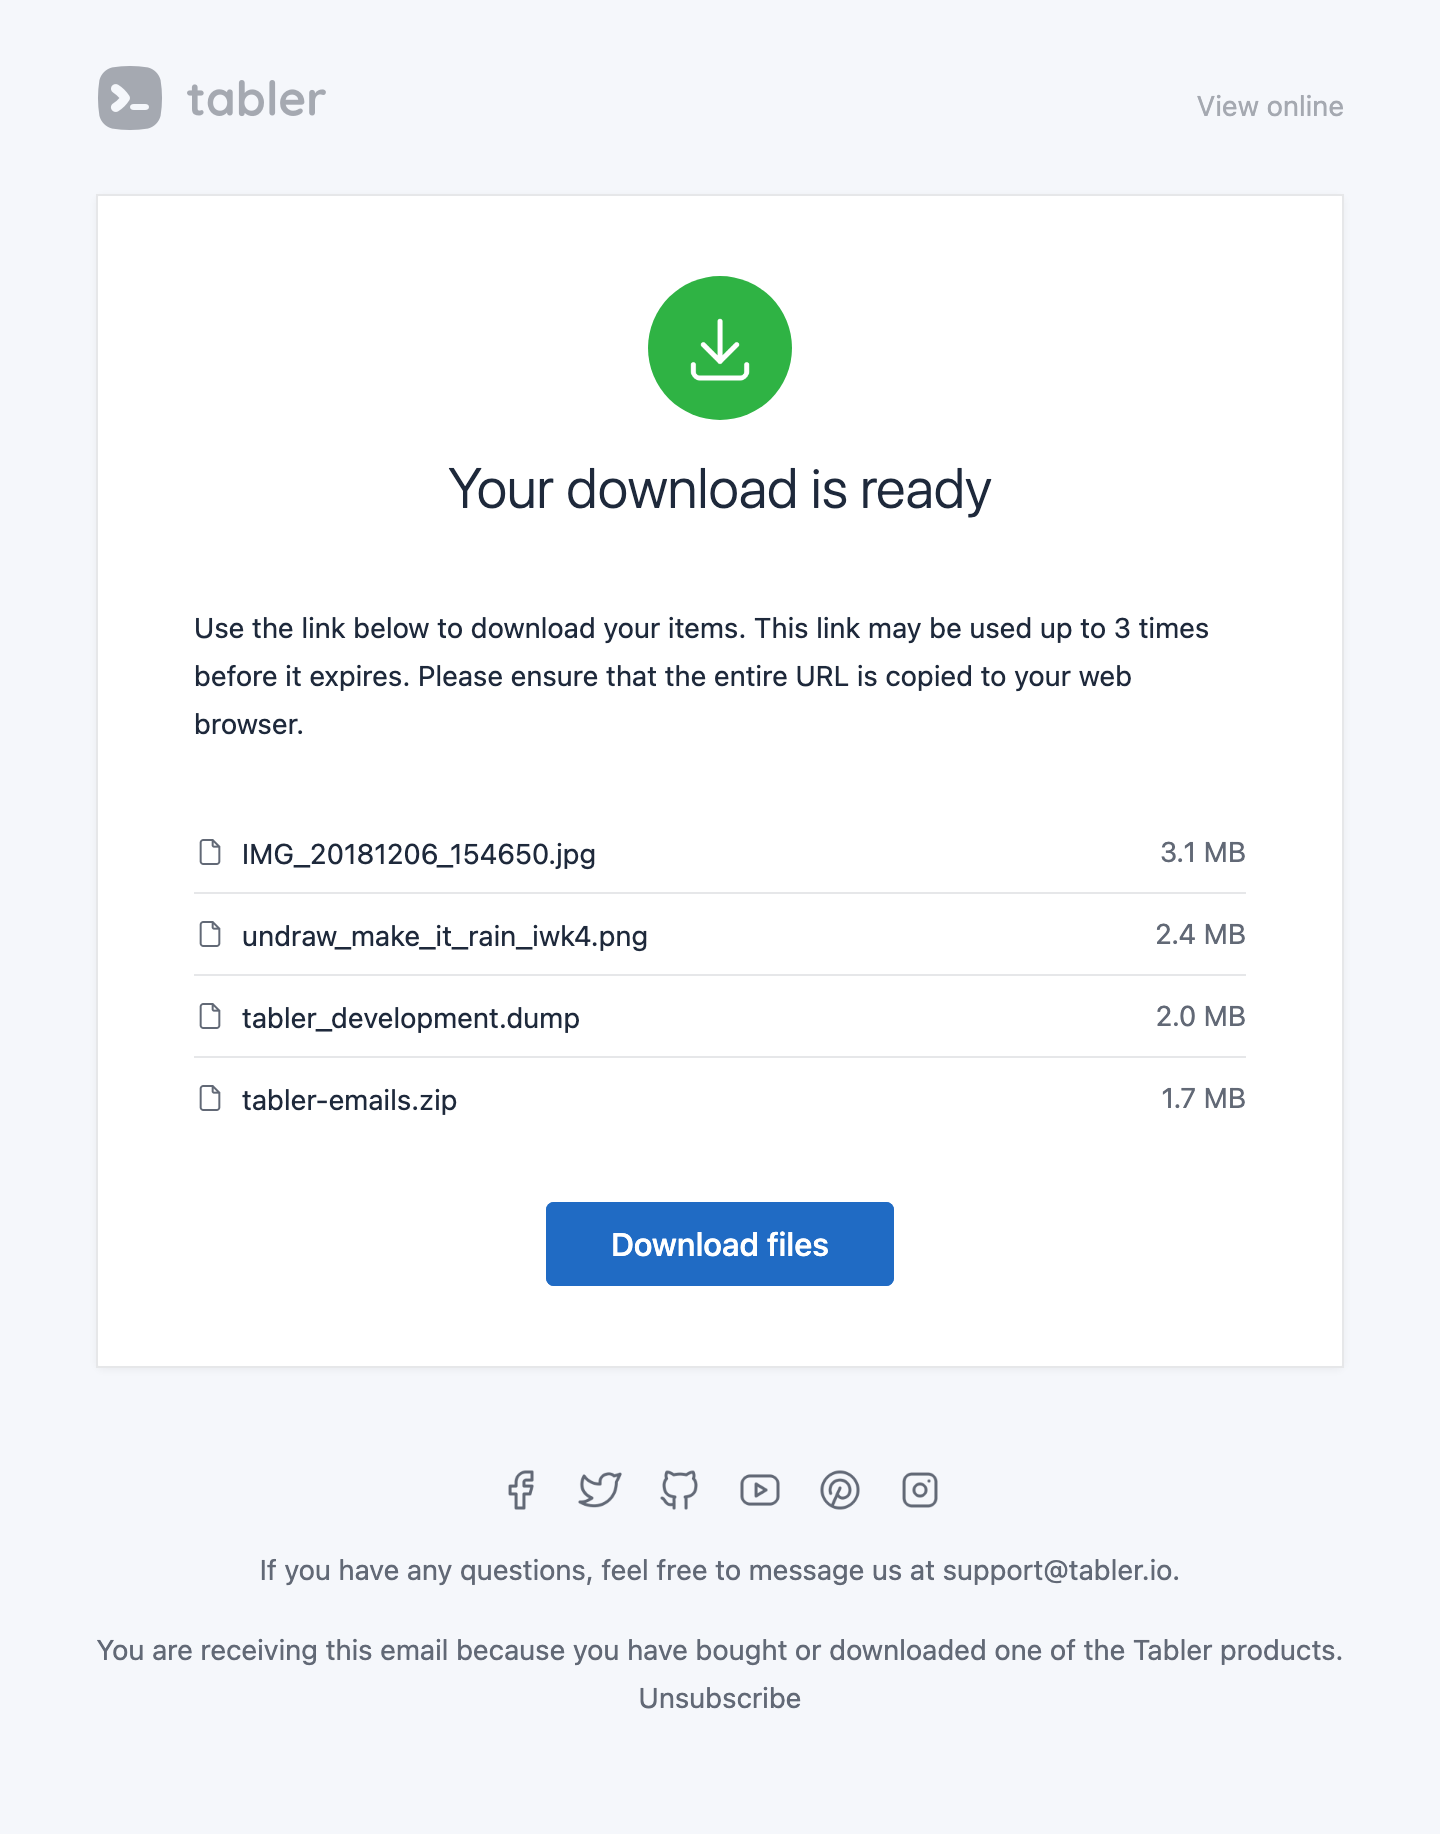 tabler
View online
Your download is ready
Use the link below to download your items. This link may be used up to 3 times
before it expires. Please ensure that the entire URL is copied to your web
browser.
IMG_20181206_154650.jpg 3.1 MB
undraw_make_it_rain_iwk4.png 2.4 MB
tabler_development.dump 2.0 MB
tabler-emails.zip 1.7 MB
Download files
If you have any questions, feel free to message us at support@tabler.io.
You are receiving this email because you have bought or downloaded one of the Tabler products.
Unsubscribe